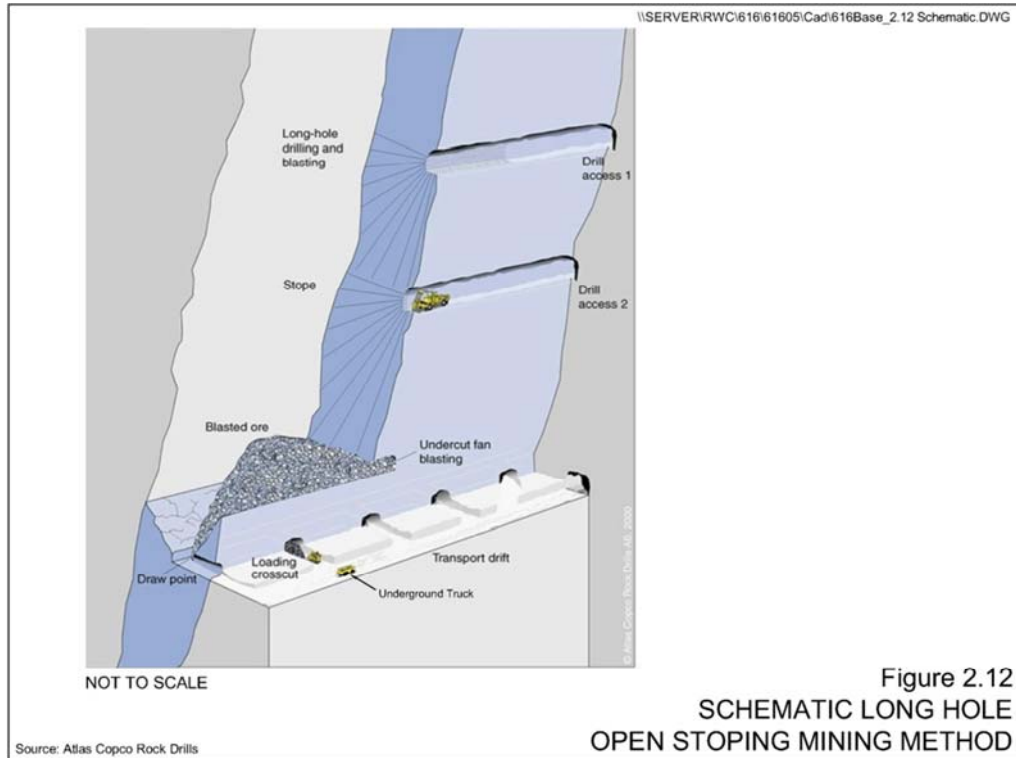 \\SERVER\RWC\616\61605\Cad\616Base_2.12 Schematic.DWG
Long-hole
drilling and
blasting
Drill
access 1
Stope
Drill
access 2
Blasted ore
Undercut fan
blasting
Loading
crosscut
Transport drift
Draw point
Underground Truck
© Atlas Copco Rock Drills AB, 2000
NOT TO SCALE
Figure 2.12
SCHEMATIC LONG HOLE
OPEN STOPING MINING METHOD
Source: Atlas Copco Rock Drills